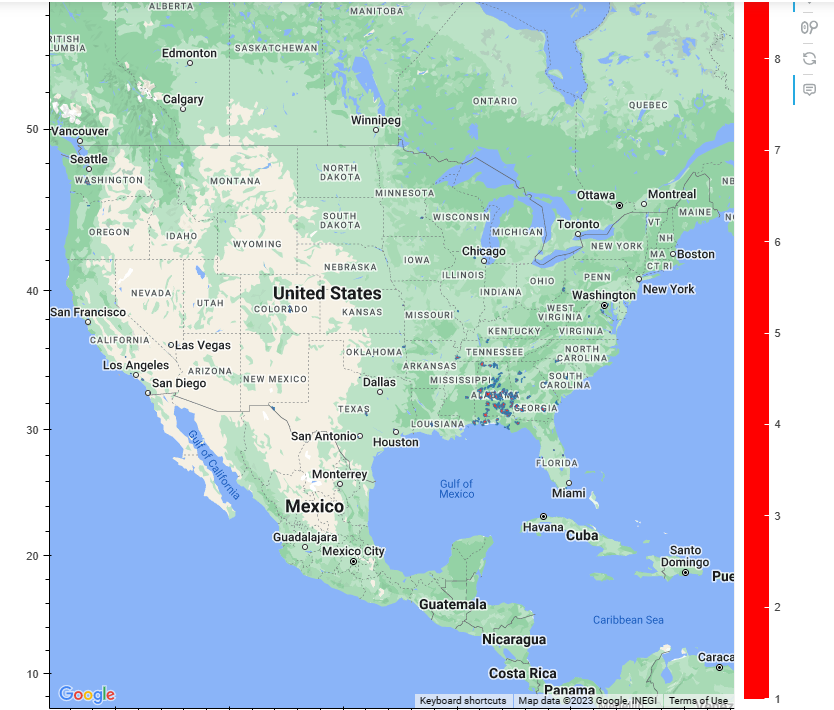 ALBERTA
MANITOBA
RITISH
LUMBIA
Edmonton
SASKATCHEWAN
8
Calgary
ONTARIO
QUEBEC
Winnipeg
50
Vancouver
7
Seattle
WASHINGTON
MONTANA
NORTH
DAKOTA
MINNESOTA
Ottawa
Montreal
NB
MAINE
SOUTH
DAKOTA
WISCONSIN
MICHIGAN
Toronto
VT
NH
OREGON
IDAHO
WYOMING
NEW YORK
6
Chicago
MA
Boston
CT RI
NEBRASKA
IOWA
ILLINOIS
INDIANA
OHIO
PENN
40
NEVADA
UTAH
COLORADO
United States
KANSAS
MISSOURI
Washington
New York
San Francisco
WEST
VIRGINIA
KENTUCKY
VIRGINIA
5
CALIFORNIA
Las Vegas
OKLAHOMA
TENNESSEE
NORTH
CAROLINA
Los Angeles
ARIZONA
NEW MEXICO
ARKANSAS
MISSISSIPPI
SOUTH
CAROLINA
San Diego
Dallas
ALABAMA
GEORGIA
TEXAS
LOUISIANA
4
30
San Antonio
Houston
Gulf of California
FLORIDA
Monterrey
Gulf of
Mexico
Miami
Mexico
Havana
Cuba
3
Guadalajara
Mexico City
20
Santo
Domingo
Pue
Guatemala
2
Caribbean Sea
Nicaragua
Caraca
Costa Rica
10
Panama
Google
Keyboard shortcuts
Map data ©2023 Google, INEGI
Terms of Use
1